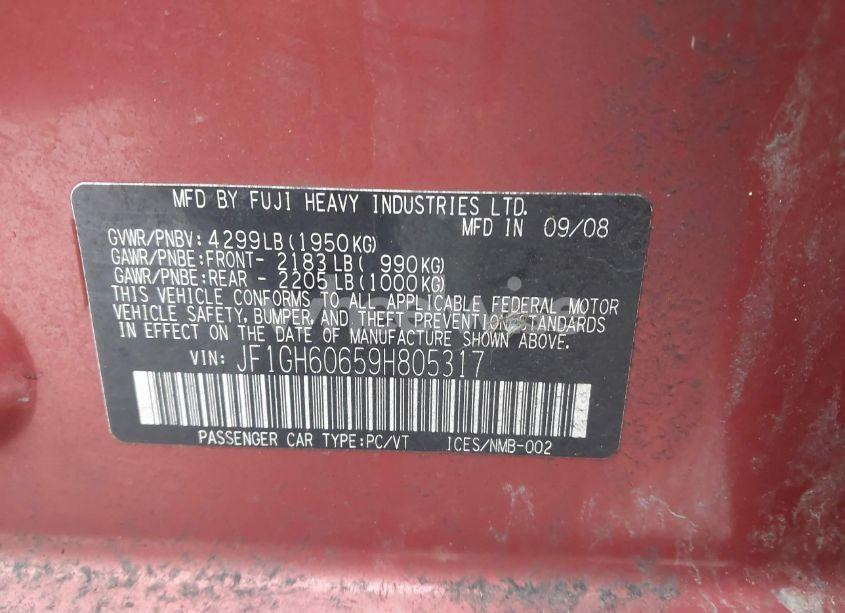 MFD BY FUJI HEAVY INDUSTRIES LTD.
MFD IN 09/08
GVWR/PNBV: 4299LB(1950KG)
GAWR/PNBE:FRONT- 2183LB( 990KG)
GAWR/PNBE:REAR - 2205LB(1000KG)
THIS VEHICLE CONFORMS TO ALL APPLICABLE FEDERAL MOTOR
VEHICLE SAFETY, BUMPER, AND THEFT PREVENTION STANDARDS
IN EFFECT ON THE DATE OF MANUFACTURE SHOWN ABOVE.
VIN: JF1GH60659H805317
PASSENGER CAR TYPE:PC/VT ICES/NMB-002